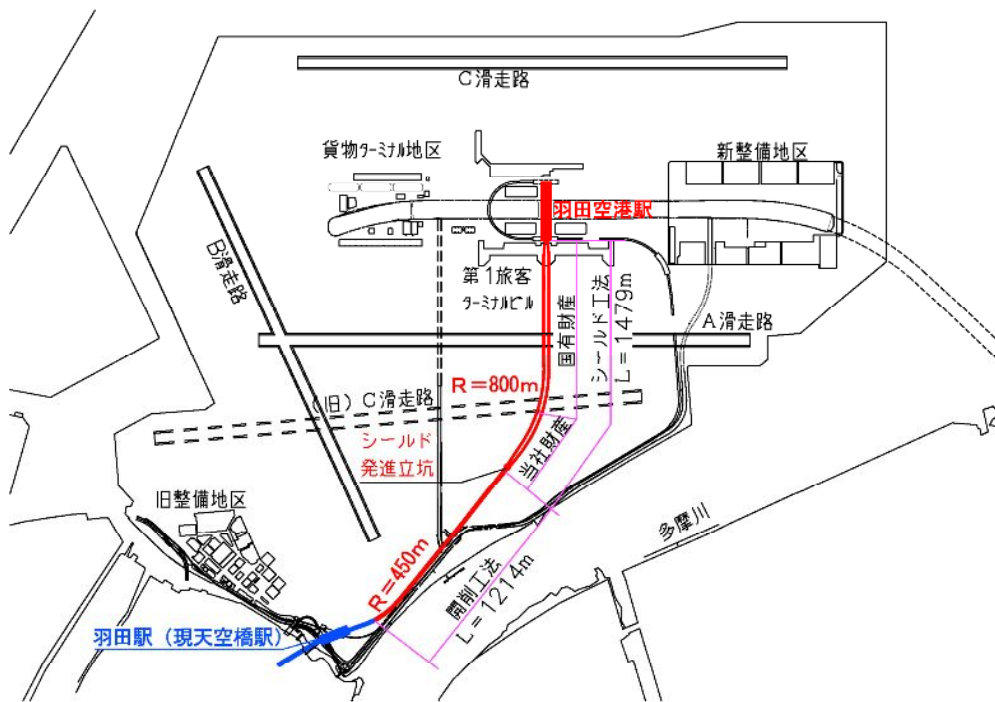 C滑走路
貨物ターミナル地区
新整備地区
羽田空港駅
B滑走路
第1旅客
ターミナルビル
国有財産
シールド工法
L=1479m
A滑走路
R=800m
(旧)C滑走路
シールド
発進立坑
当社財産
旧整備地区
多摩川
R=450m
開削工法
L=1214m
羽田駅(現天空橋駅)